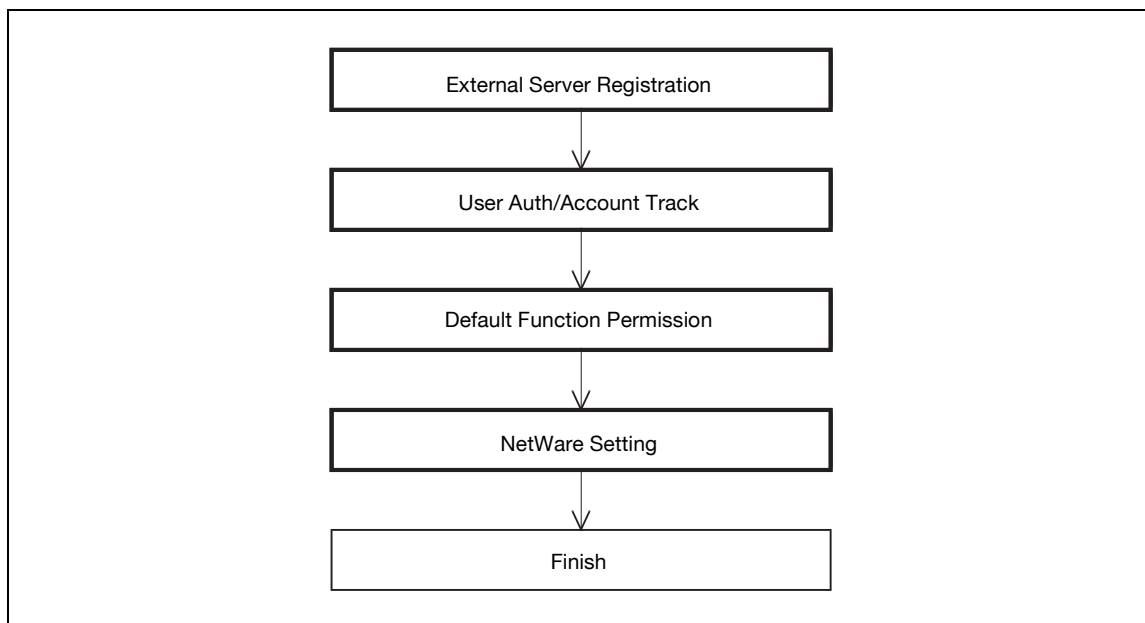 External Server Registration
User Auth/Account Track
Default Function Permission
NetWare Setting
Finish